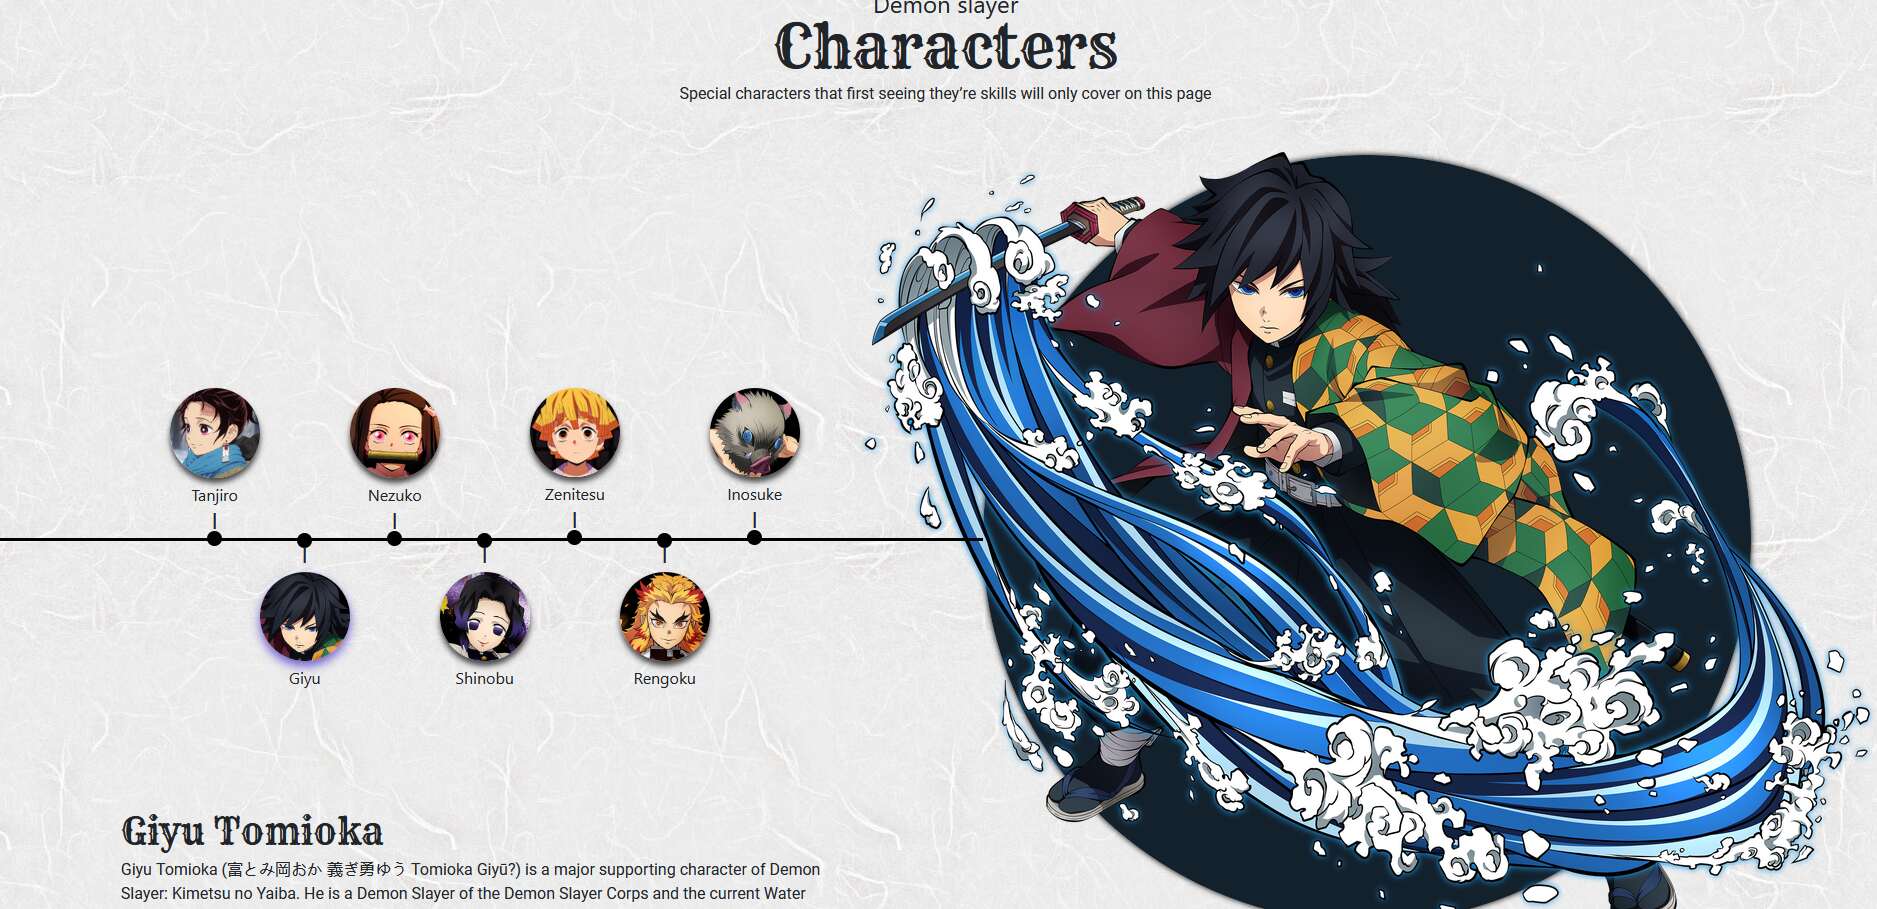 Demon slayer
Characters
Special characters that first seeing they’re skills will only cover on this page
Tanjiro
Nezuko
Zenitesu
Inosuke
Giyu
Shinobu
Rengoku
Giyu Tomioka
Giyu Tomioka (富とみ岡おか 義ぎ勇ゆう Tomioka Giyū?) is a major supporting character of Demon
Slayer: Kimetsu no Yaiba. He is a Demon Slayer of the Demon Slayer Corps and the current Water